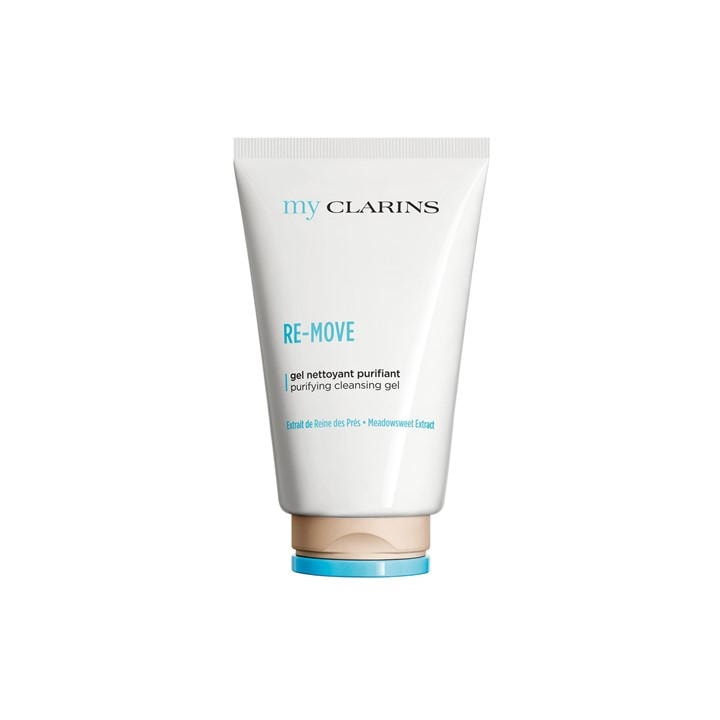 my CLARINS
RE-MOVE
gel nettoyant purifiant
purifying cleansing gel
Extrait de Reine des Prés • Meadowsweet Extract